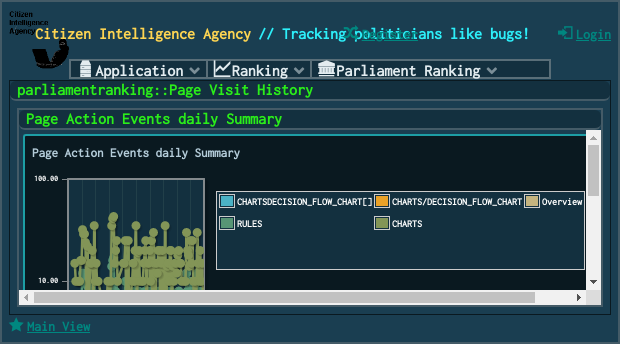 Citizen
Intelligence
Agency
Citizen Intelligence Agency // Tracking politicians like bugs!
Register
Login
Application
Ranking
Parliament Ranking
parliamentranking::Page Visit History
Page Action Events daily Summary
Page Action Events daily Summary
100.00
10.00
CHARTSDECISION_FLOW_CHART[]
CHARTS/DECISION_FLOW_CHART
Overview
RULES
CHARTS
Main View